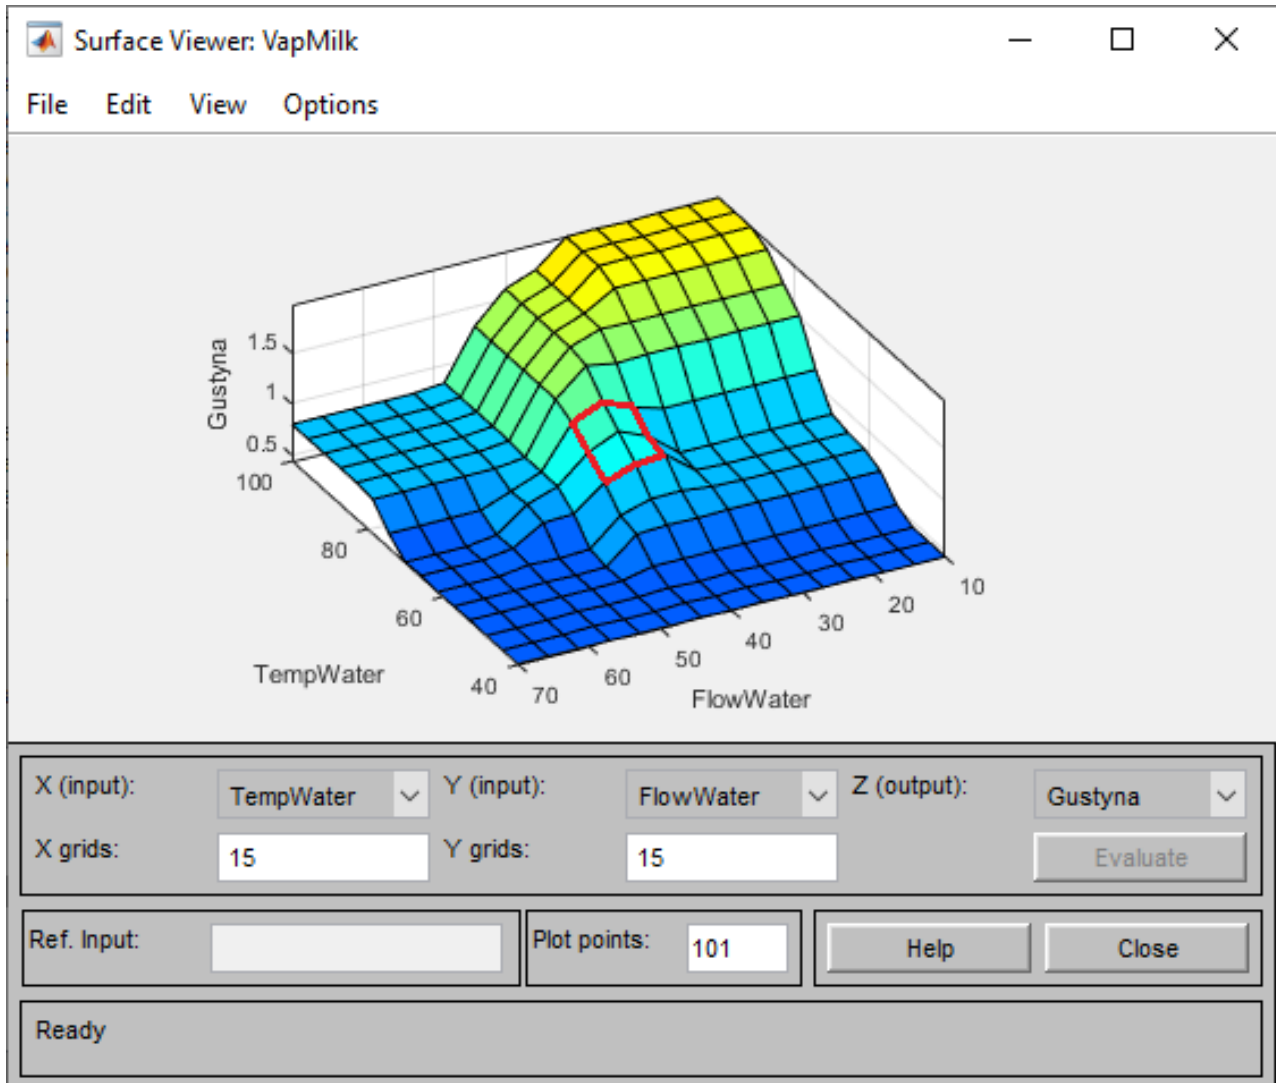 Surface Viewer: VapMilk
File Edit View Options
Gustyna
1.5
1
0.5
100
80
60
40
TempWater
70
60
50
40
30
20
10
FlowWater
X (input): TempWater Y (input): FlowWater Z (output): Gustyna
X grids: 15 Y grids: 15 Evaluate
Ref. Input: Plot points: 101 Help Close
Ready